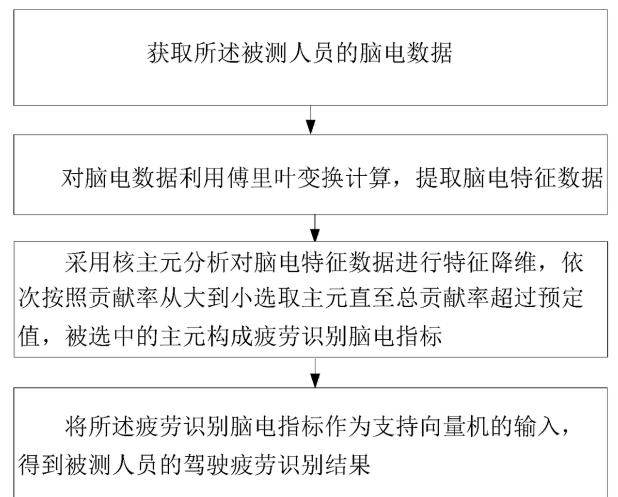 获取所述被测人员的脑电数据
对脑电数据利用傅里叶变换计算，提取脑电特征数据
采用核主元分析对脑电特征数据进行特征降维，依
次按照贡献率从大到小选取主元直至总贡献率超过预定
值，被选中的主元构成疲劳识别脑电指标
将所述疲劳识别脑电指标作为支持向量机的输入，
得到被测人员的驾驶疲劳识别结果